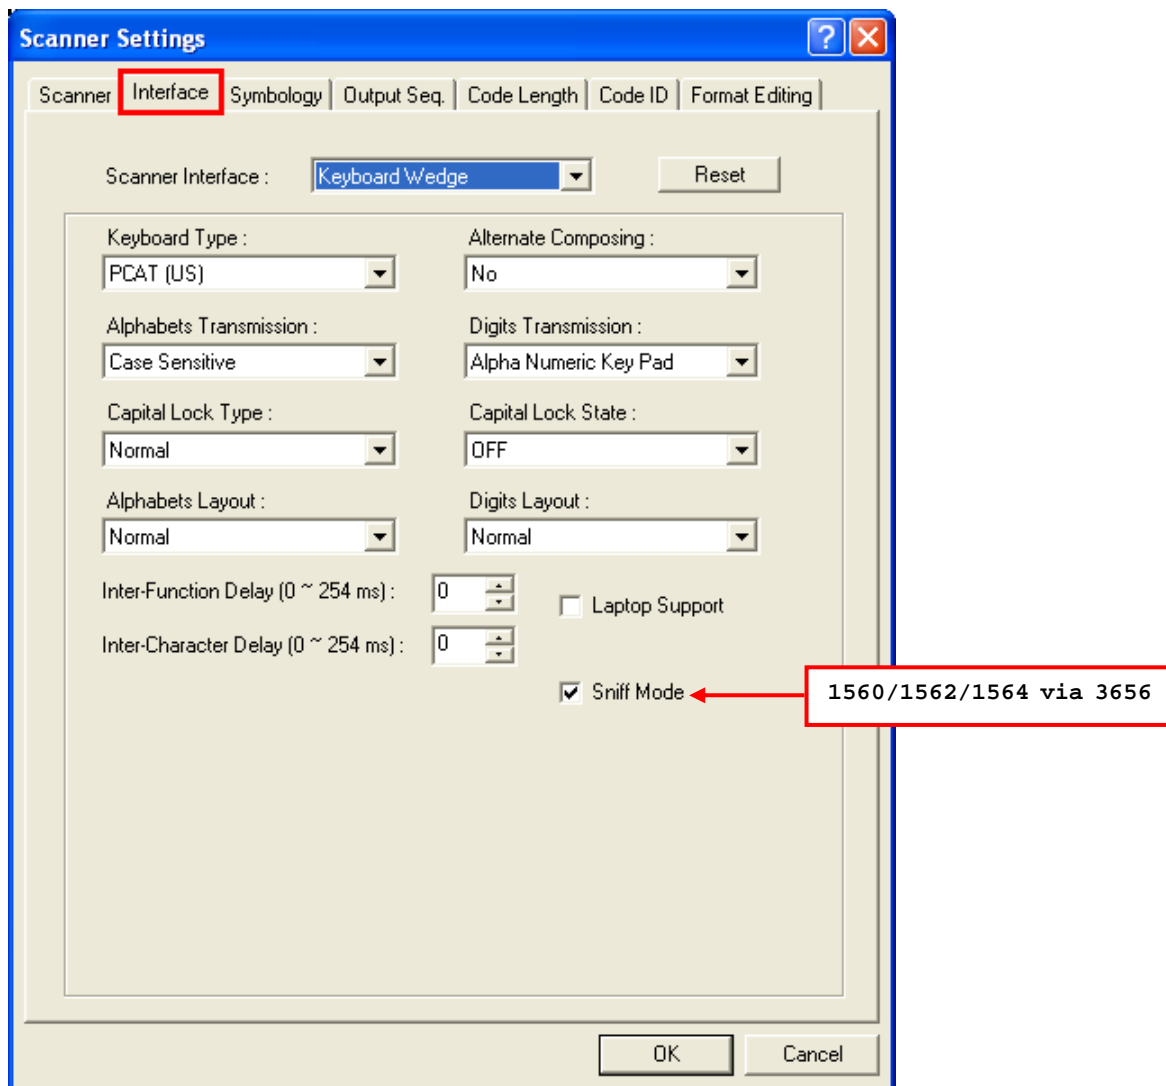 Scanner Settings
Scanner Interface Symbology Output Seq. Code Length Code ID Format Editing
Scanner Interface : Keyboard Wedge Reset
Keyboard Type : Alternate Composing :
PCAT (US) No
Alphabets Transmission : Digits Transmission :
Case Sensitive Alpha Numeric Key Pad
Capital Lock Type : Capital Lock State :
Normal OFF
Alphabets Layout : Digits Layout :
Normal Normal
Inter-Function Delay (0 ~ 254 ms) : 0
Laptop Support
Inter-Character Delay (0 ~ 254 ms) : 0
Sniff Mode 1560/1562/1564 via 3656
OK Cancel